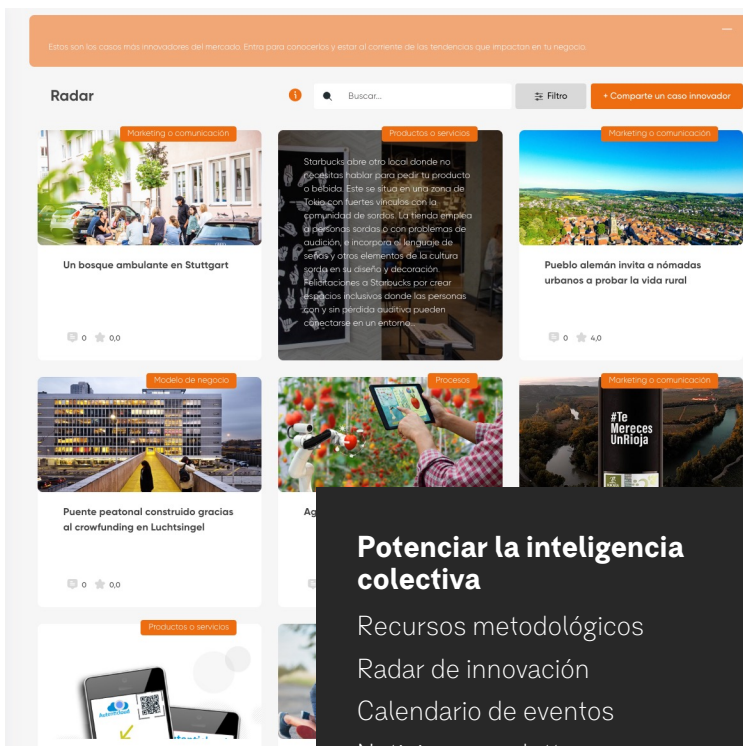 Estos son los casos más innovadores del mercado. Entra para conocerlos y estar al corriente de las tendencias que impactan en tu negocio.
Radar
i
Buscar...
Filtro
+ Comparte un caso innovador
Marketing o comunicación
Productos o servicios
Marketing o comunicación
Starbucks abre otro local donde no
necesitas hablar para pedir tu producto
o bebida. Este se situa en una zona de
Tokio con fuertes vínculos con la
comunidad de sordos. La tienda emplea
a personas sordas o con problemas de
audición, e incorpora el lenguaje de
señas y otros elementos de la cultura
sorda en su diseño y decoración.
Felicitaciones a Starbucks por crear
espacios inclusivos donde las personas
con y sin pérdida auditiva pueden
conectarse en un entorno...
Un bosque ambulante en Stuttgart
0 0,0
Pueblo alemán invita a nómadas
urbanos a probar la vida rural
0 4,0
Modelo de negocio
Procesos
Marketing o comunicación
#Te
Mereces
UnRioja
Puente peatonal construido gracias
al crowfunding en Luchtsingel
0 0,0
Ag
Productos o servicios
Potenciar la inteligencia
colectiva
Recursos metodológicos
Radar de innovación
Calendario de eventos